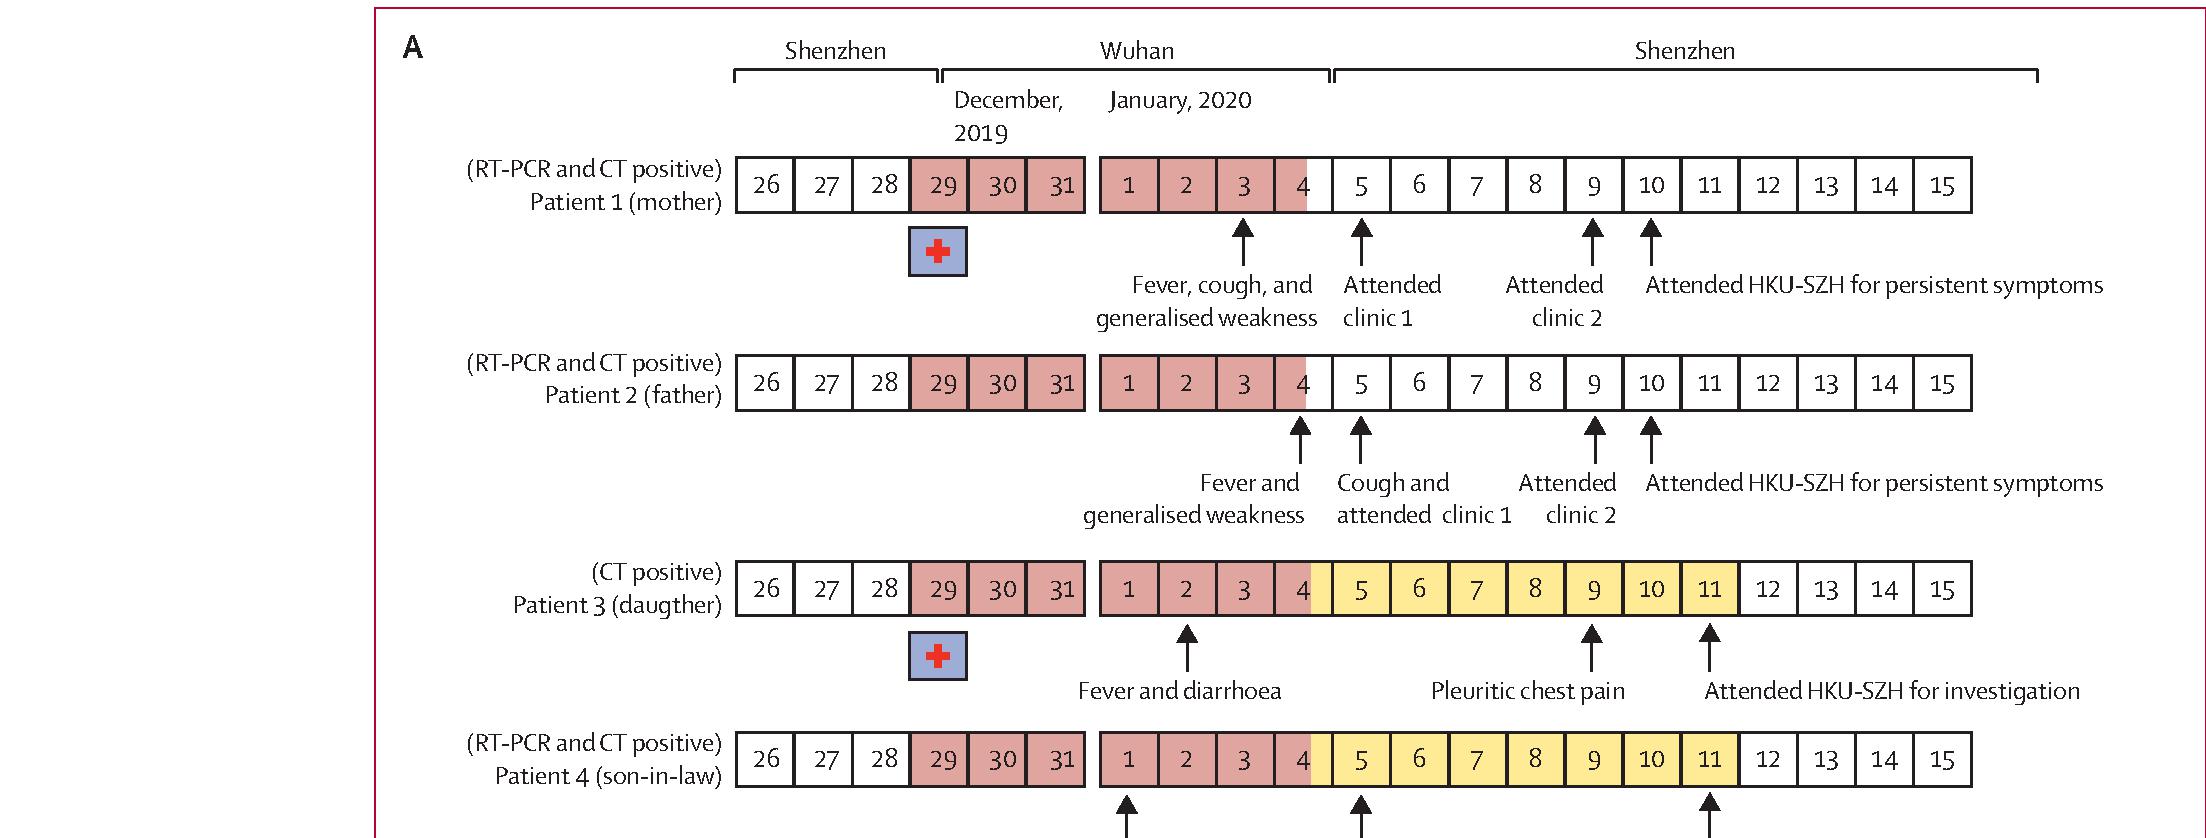 A
Shenzhen Wuhan Shenzhen
December, January, 2020
2019
(RT-PCR and CT positive)
Patient 1 (mother)
26 27 28 29 30 31 1 2 3 4 5 6 7 8 9 10 11 12 13 14 15
Fever, cough, and Attended Attended Attended HKU-SZH for persistent symptoms
generalised weakness clinic 1 clinic 2
(RT-PCR and CT positive)
Patient 2 (father)
26 27 28 29 30 31 1 2 3 4 5 6 7 8 9 10 11 12 13 14 15
Fever and Cough and Attended Attended HKU-SZH for persistent symptoms
generalised weakness attended clinic 1 clinic 2
(CT positive)
Patient 3 (daugther)
26 27 28 29 30 31 1 2 3 4 5 6 7 8 9 10 11 12 13 14 15
Fever and diarrhoea Pleuritic chest pain Attended HKU-SZH for investigation
(RT-PCR and CT positive)
Patient 4 (son-in-law)
26 27 28 29 30 31 1 2 3 4 5 6 7 8 9 10 11 12 13 14 15